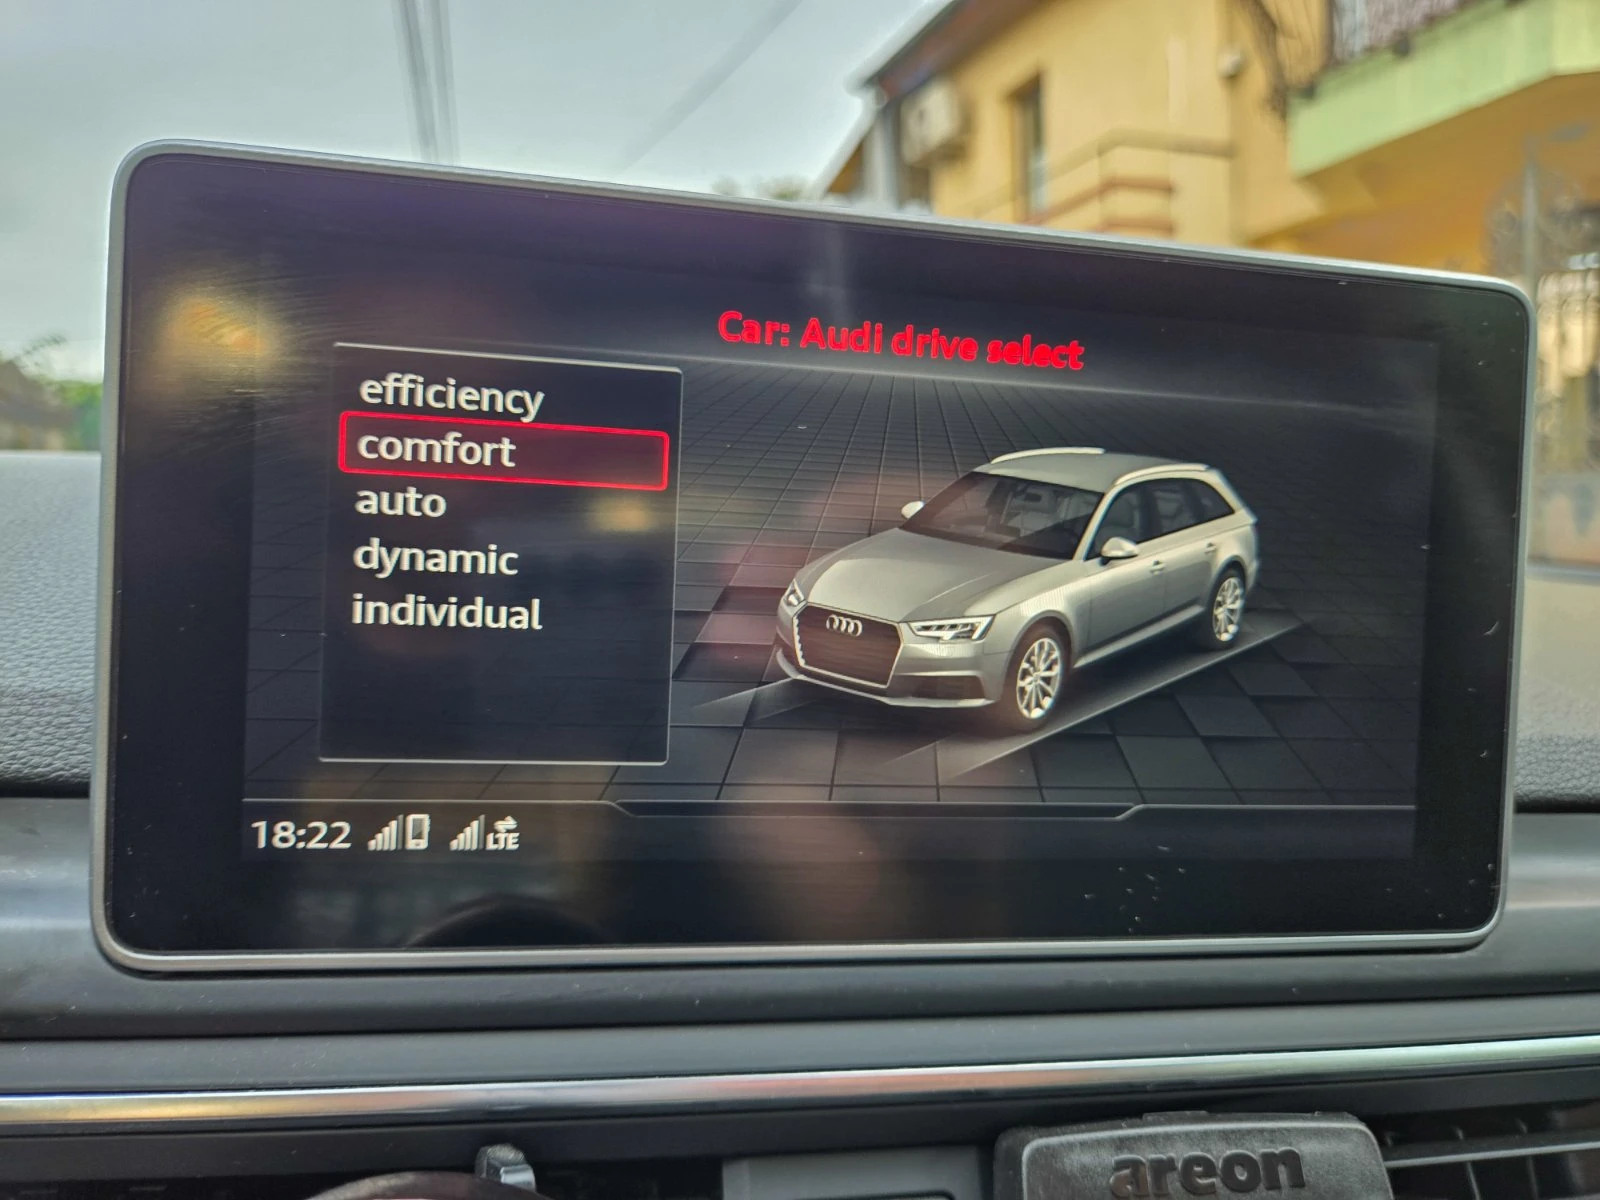 Car: Audi drive select
efficiency
comfort
auto
dynamic
individual
18:22
LTE
areon